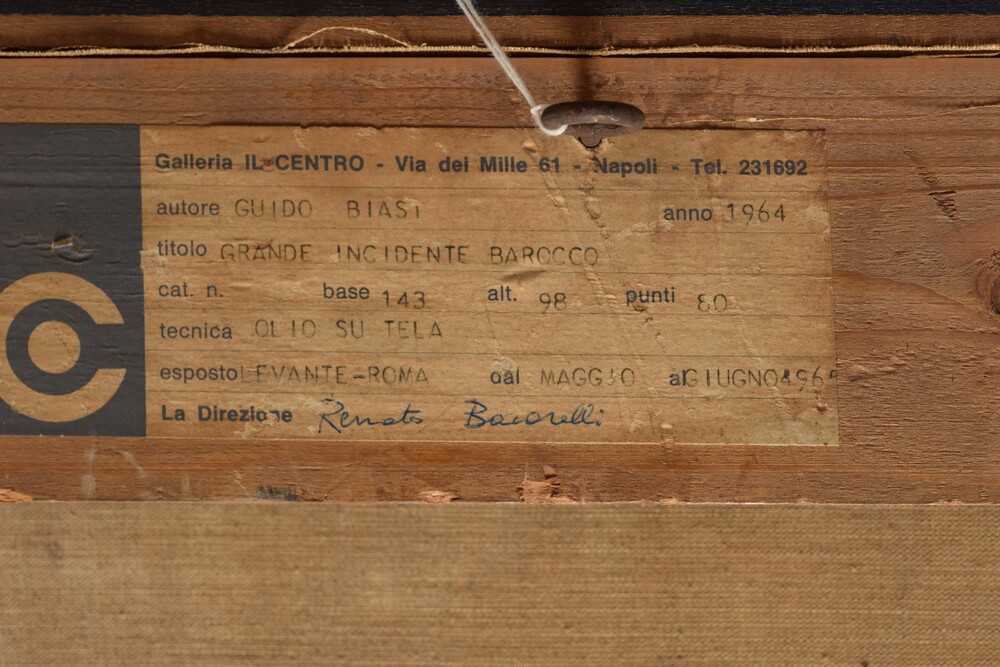 Galleria IL CENTRO - Via dei Mille 61 - Napoli - Tel. 231692
autore GUIDO BIASI anno 1964
titolo GRANDE INCIDENTE BAROCCO
cat. n. base 143 alt. 98 punti 80
tecnica OLIO SU TELA
esposto LEVANTE-ROMA dal MAGGIO al GIUGNO
La Direzione Renato